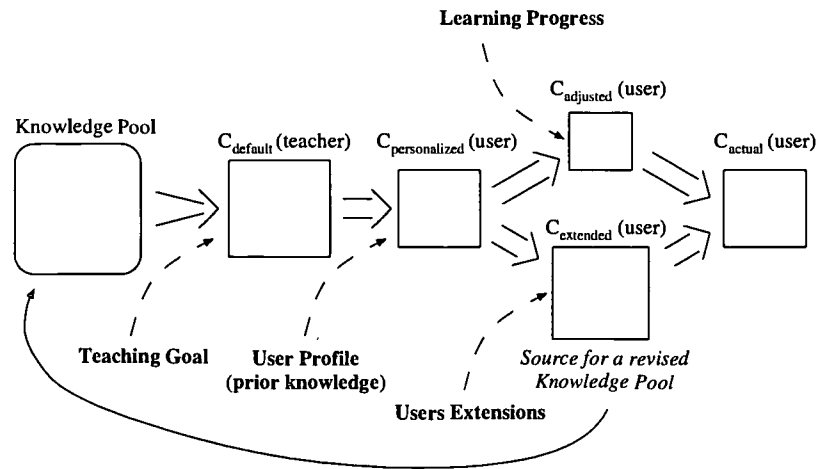 Learning Progress
C_adjusted (user)
Knowledge Pool
C_default (teacher)
C_personalized (user)
C_actual (user)
C_extended (user)
Teaching Goal
User Profile
(prior knowledge)
Source for a revised
Knowledge Pool
Users Extensions